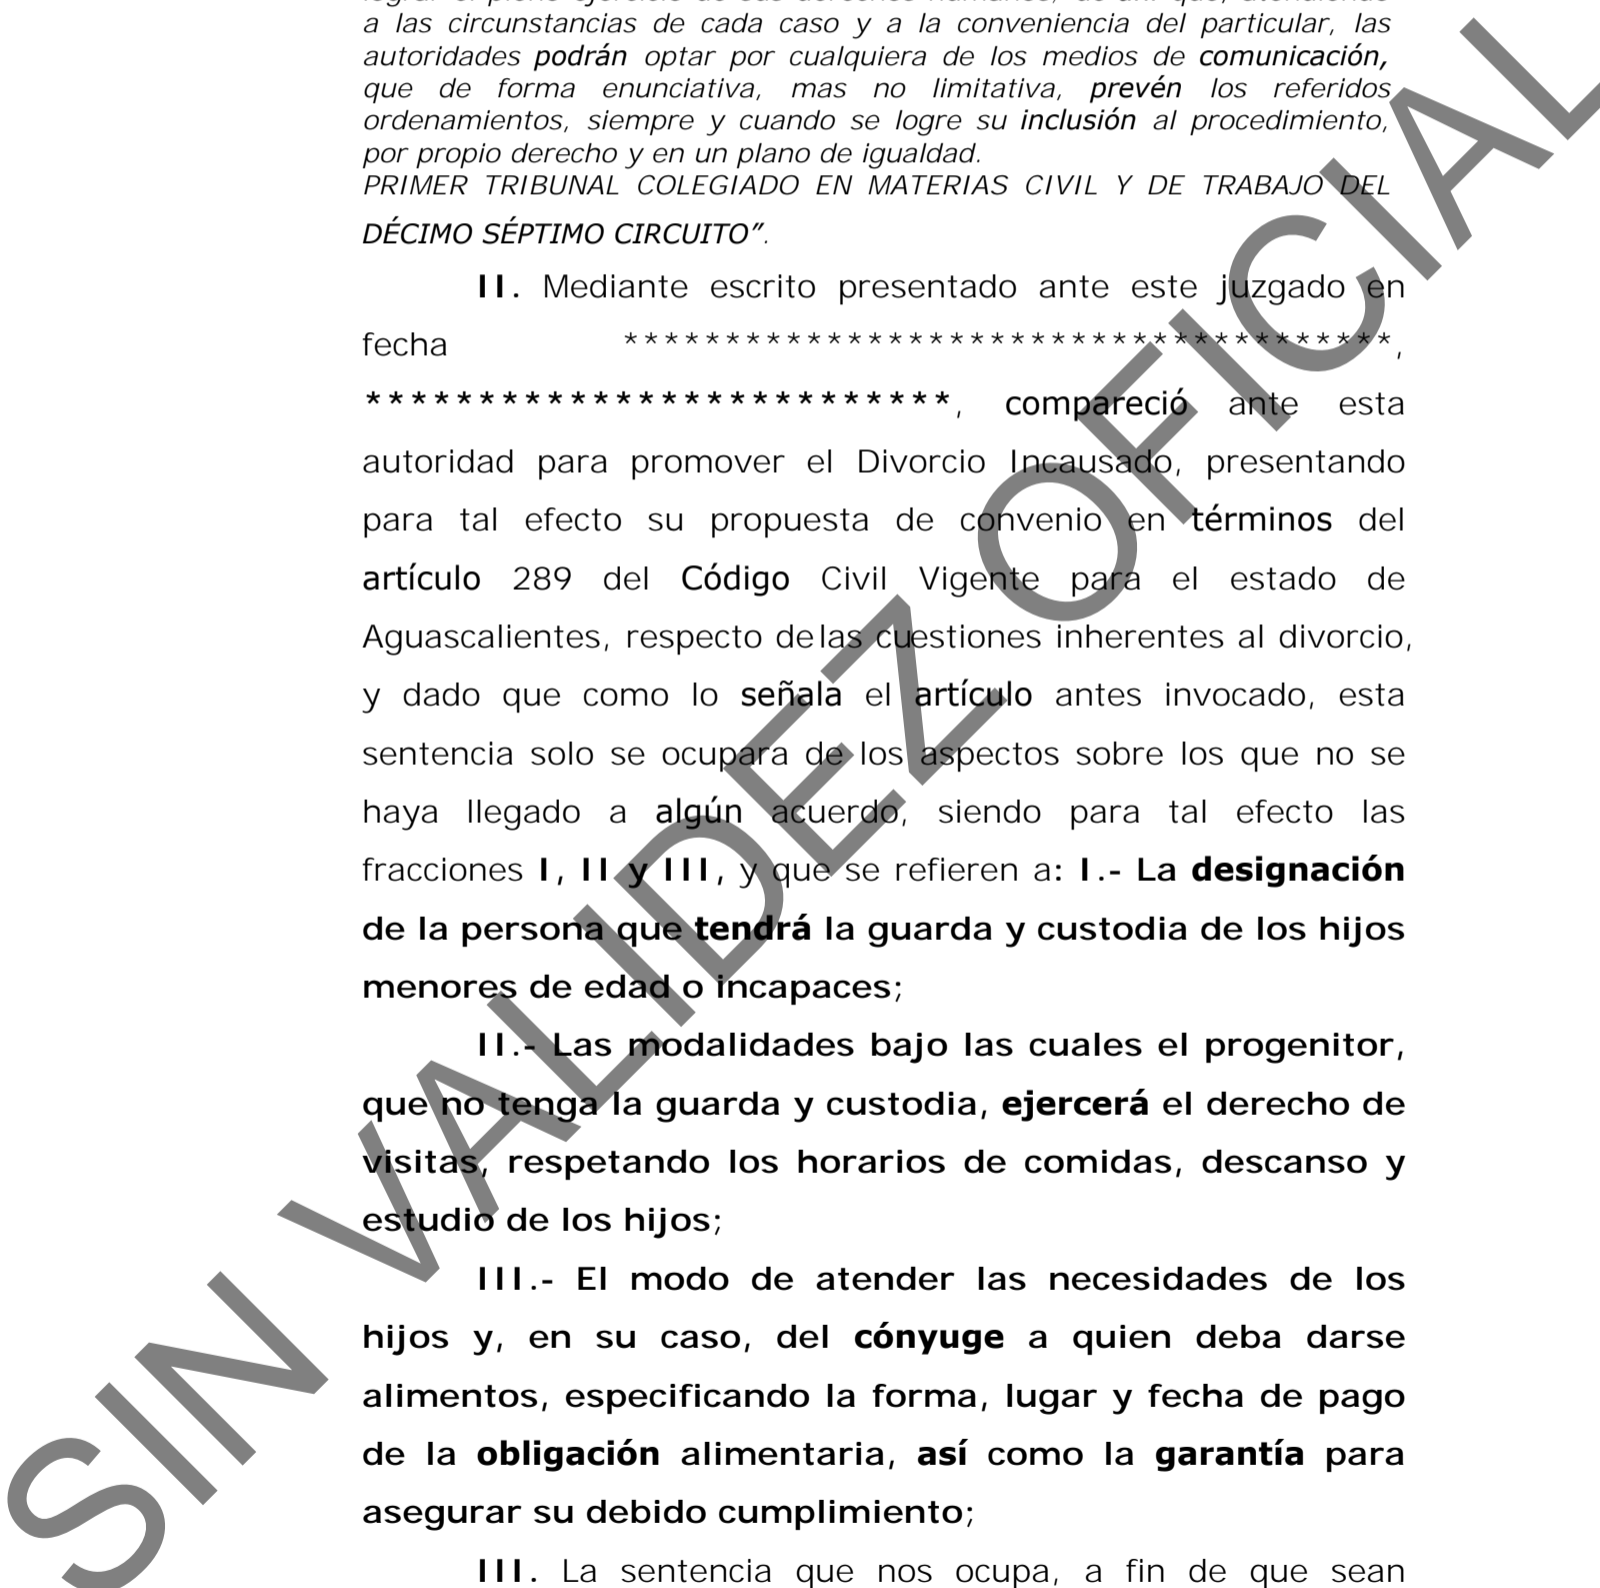 a las circunstancias de cada caso y a la conveniencia del particular, las
autoridades podrán optar por cualquiera de los medios de comunicación,
que de forma enunciativa, mas no limitativa, prevén los referidos
ordenamientos, siempre y cuando se logre su inclusión al procedimiento,
por propio derecho y en un plano de igualdad.
PRIMER TRIBUNAL COLEGIADO EN MATERIAS CIVIL Y DE TRABAJO DEL
DÉCIMO SÉPTIMO CIRCUITO”.
II. Mediante escrito presentado ante este juzgado en
fecha **************************************,
**************************, compareció ante esta
autoridad para promover el Divorcio Incausado, presentando
para tal efecto su propuesta de convenio en términos del
artículo 289 del Código Civil Vigente para el estado de
Aguascalientes, respecto de las cuestiones inherentes al divorcio,
y dado que como lo señala el artículo antes invocado, esta
sentencia solo se ocupara de los aspectos sobre los que no se
haya llegado a algún acuerdo, siendo para tal efecto las
fracciones I, II y III, y que se refieren a: I.- La designación
de la persona que tendrá la guarda y custodia de los hijos
menores de edad o incapaces;
II.- Las modalidades bajo las cuales el progenitor,
que no tenga la guarda y custodia, ejercerá el derecho de
visitas, respetando los horarios de comidas, descanso y
estudio de los hijos;
III.- El modo de atender las necesidades de los
hijos y, en su caso, del cónyuge a quien deba darse
alimentos, especificando la forma, lugar y fecha de pago
de la obligación alimentaria, así como la garantía para
asegurar su debido cumplimiento;
III. La sentencia que nos ocupa, a fin de que sean
SIN VALIDEZ OFICIAL